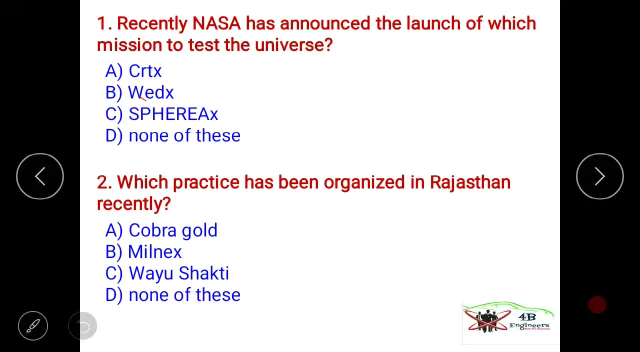 1. Recently NASA has announced the launch of which
mission to test the universe?
A) Crtx
B) Wedx
C) SPHEREAx
D) none of these
2. Which practice has been organized in Rajasthan
recently?
A) Cobra gold
B) Milnex
C) Wayu Shakti
D) none of these
4B
Engineers